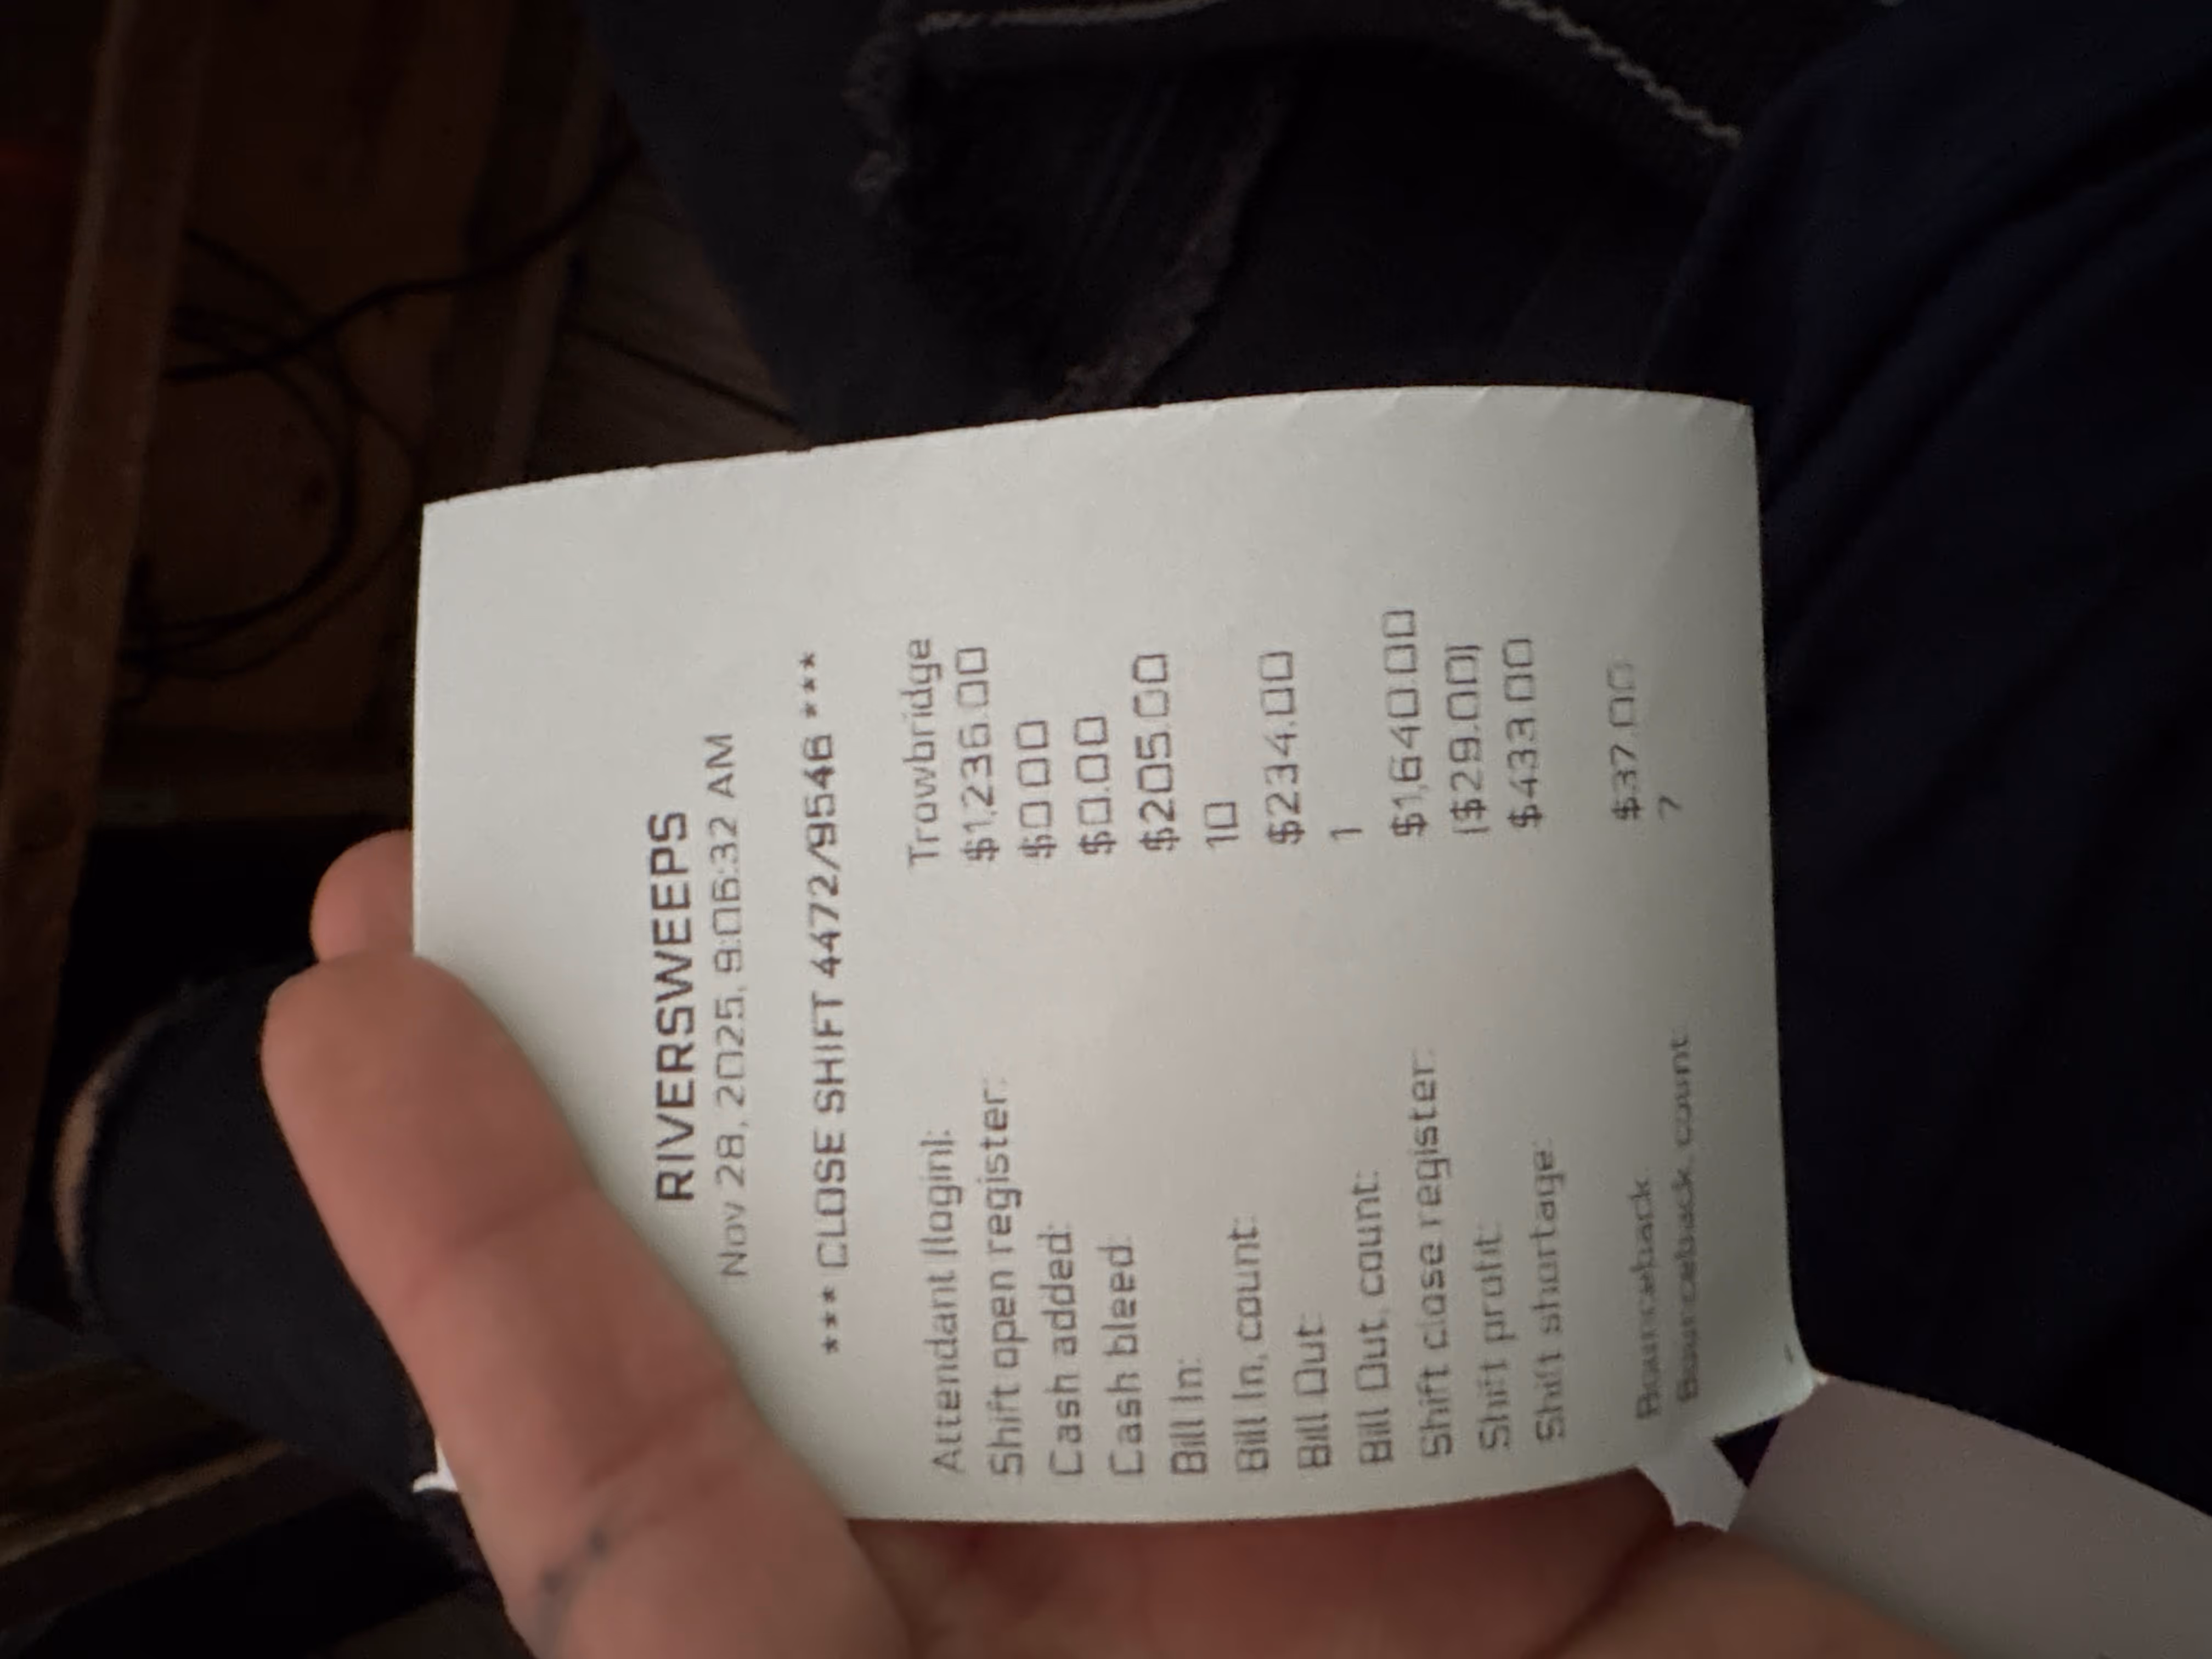 RIVERSWEEPS
Nov 28, 2025, 9:06:32 AM
*** CLOSE SHIFT 4472/9546 ***
Attendant (login): Trowbridge
Shift open register: $1,236.00
Cash added: $0.00
Cash bleed: $0.00
Bill In: $205.00
Bill In, count: 10
Bill Out: $234.00
Bill Out, count: 1
Shift close register: $1,640.00
Shift profit: ($29.00)
Shift shortage: $433.00
Bounceback $37.00
Bounceback, count: 7